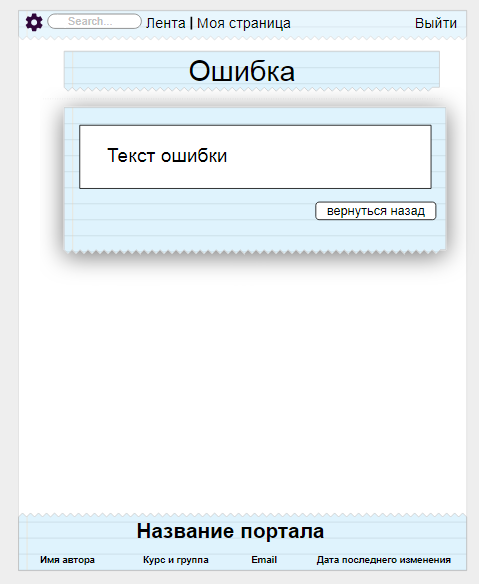 Search... Лента | Моя страница Выйти
Ошибка
Текст ошибки
вернуться назад
Название портала
Имя автора Курс и группа Email Дата последнего изменения